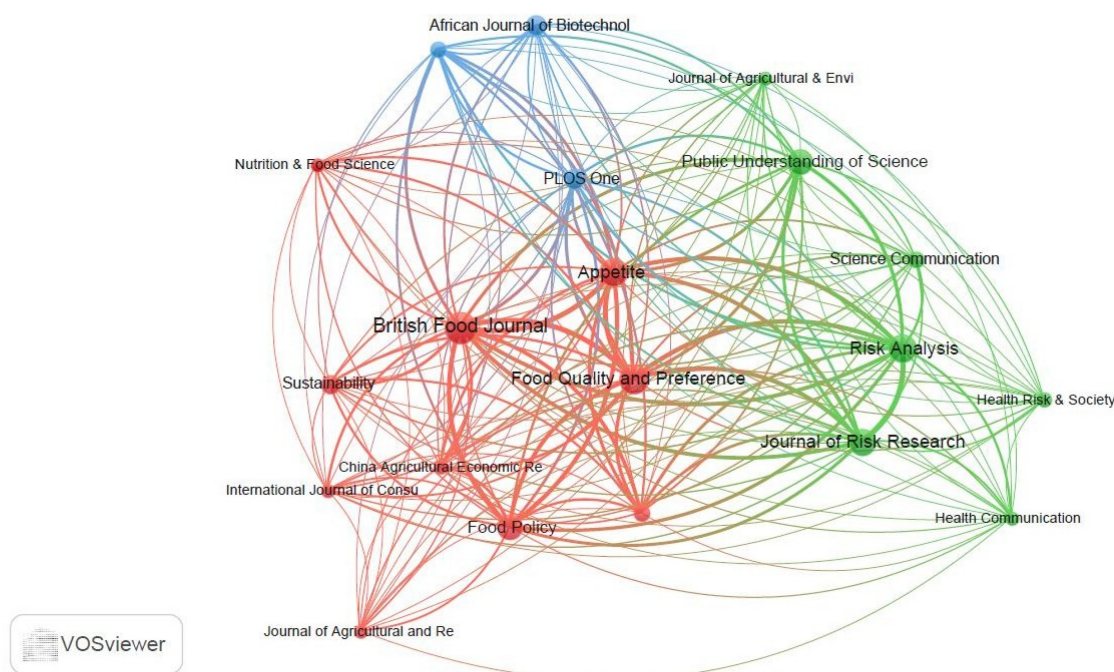 African Journal of Biotechnol
Journal of Agricultural & Envi
Nutrition & Food Science
Public Understanding of Science
PLOS One
Science Communication
Appetite
British Food Journal
Risk Analysis
Sustainability
Food Quality and Preference
Health Risk & Society
Journal of Risk Research
China Agricultural Economic Re
International Journal of Consu
Food Policy
Health Communication
Journal of Agricultural and Re
VOSviewer